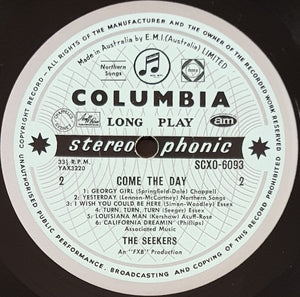 RECORD COMPANY · ALL RIGHTS OF THE MANUFACTURER AND OF THE OWNER OF THE RECORDED WORK RESERVED
Made in Australia by E.M.I.(Australia) LIMITED
Northern Songs
COLUMBIA
LONG PLAY
am
stereophonic
33⅓ R.P.M.
YAX3220
SCXO-6093
2 COME THE DAY 2
1. GEORGY GIRL (Springfield-Dale) Chappell
2. YESTERDAY (Lennon-McCartney) Northern Songs
3. I WISH YOU COULD BE HERE (Simon-Woodley) Essex
4. TURN, TURN, TURN (Seeger) Essex
5. LOUISIANA MAN (Kershaw) Acuff-Rose
6. CALIFORNIA DREAMIN' (Phillips)
Associated Music
THE SEEKERS
An "FXB" Production
UNAUTHORISED PUBLIC PERFORMANCE, BROADCASTING AND COPYING OF THIS RECORD PROHIBITED